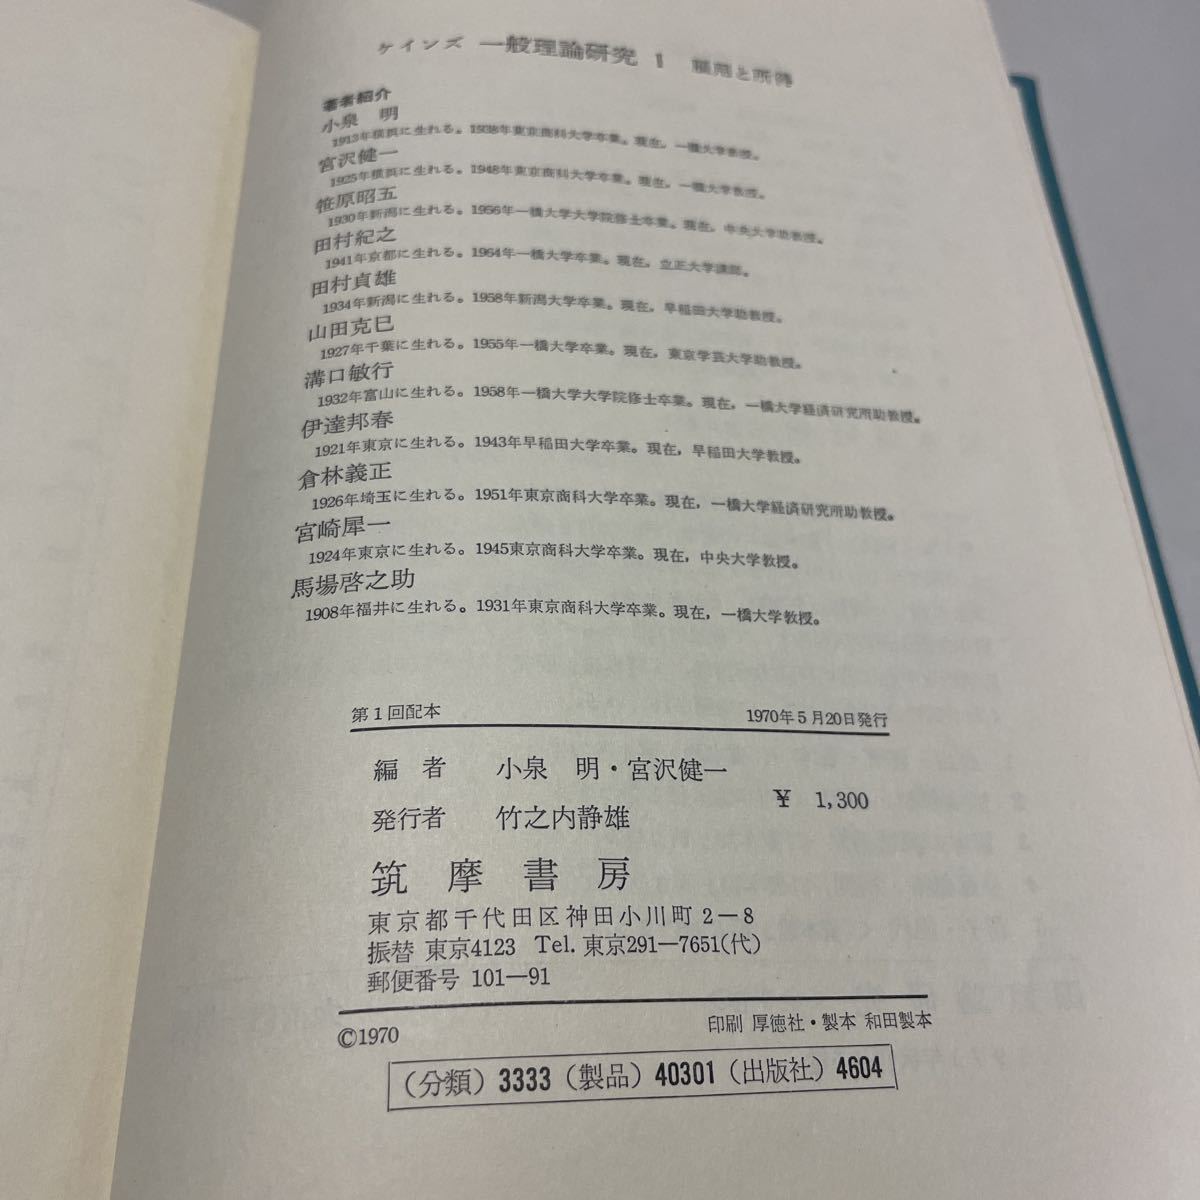 ケインズ 一般理論研究 1 雇用と所得
著者紹介
小泉 明
1913年横浜に生れる。1938年東京商科大学卒業。現在，一橋大学教授。
宮沢健一
1925年横浜に生れる。1948年東京商科大学卒業。現在，一橋大学教授。
笹原昭五
1930年新潟に生れる。1956年一橋大学大学院修士卒業。現在，中央大学助教授。
田村紀之
1941年京都に生れる。1964年一橋大学卒業。現在，立正大学講師。
田村貞雄
1934年新潟に生れる。1958年新潟大学卒業。現在，早稲田大学助教授。
山田克巳
1927年千葉に生れる。1955年一橋大学卒業。現在，東京学芸大学助教授。
溝口敏行
1932年富山に生れる。1958年一橋大学大学院修士卒業。現在，一橋大学経済研究所助教授。
伊達邦春
1921年東京に生れる。1943年早稲田大学卒業。現在，早稲田大学教授。
倉林義正
1926年埼玉に生れる。1951年東京商科大学卒業。現在，一橋大学経済研究所助教授。
宮崎犀一
1924年東京に生れる。1945東京商科大学卒業。現在，中央大学教授。
馬場啓之助
1908年福井に生れる。1931年東京商科大学卒業。現在，一橋大学教授。
第1回配本 1970年5月20日発行
編者 小泉 明・宮沢健一
¥ 1,300
発行者 竹之内静雄
筑摩書房
東京都千代田区神田小川町2－8
振替 東京4123 Tel. 東京291—7651(代)
郵便番号 101—91
印刷 厚徳社・製本 和田製本
©1970
(分類) 3333 (製品) 40301 (出版社) 4604